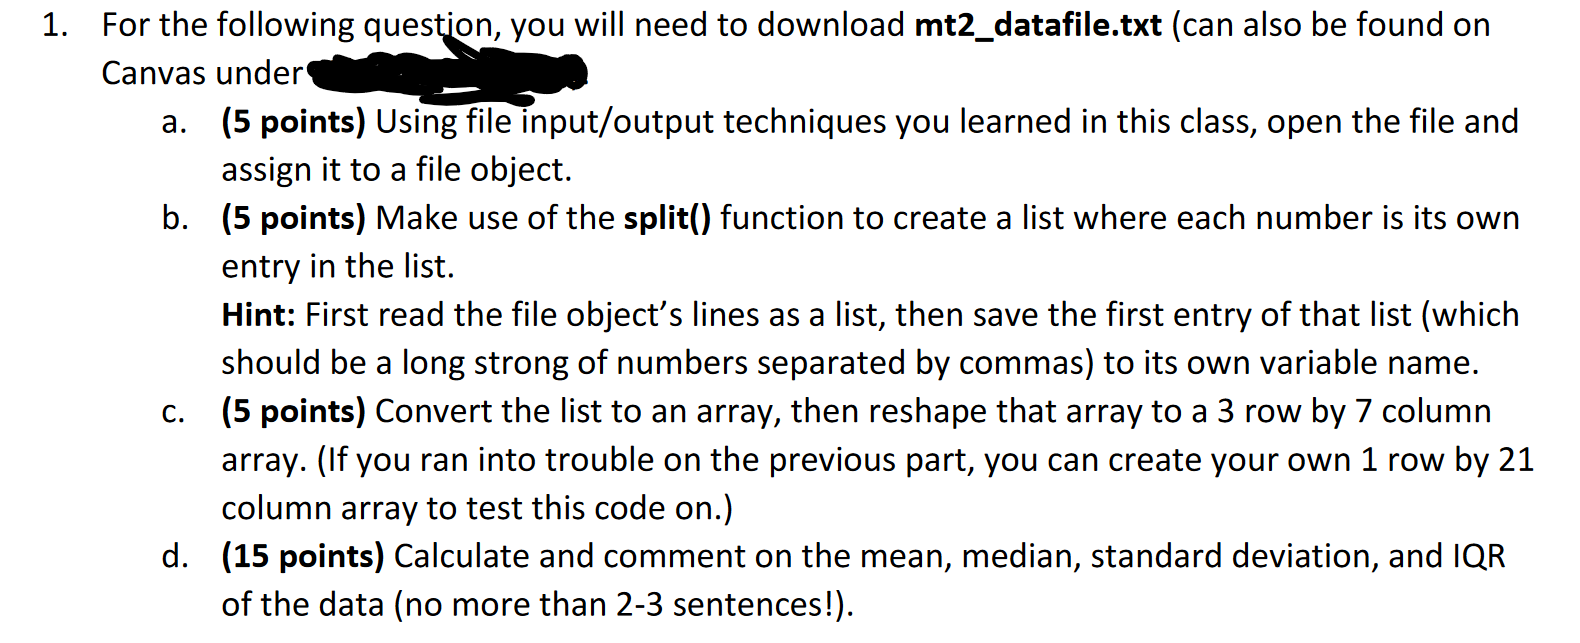 1. For the following question, you will need to download mt2_datafile.txt (can also be found on
Canvas under
a. (5 points) Using file input/output techniques you learned in this class, open the file and
assign it to a file object.
b. (5 points) Make use of the split() function to create a list where each number is its own
entry in the list.
Hint: First read the file object’s lines as a list, then save the first entry of that list (which
should be a long strong of numbers separated by commas) to its own variable name.
c. (5 points) Convert the list to an array, then reshape that array to a 3 row by 7 column
array. (If you ran into trouble on the previous part, you can create your own 1 row by 21
column array to test this code on.)
d. (15 points) Calculate and comment on the mean, median, standard deviation, and IQR
of the data (no more than 2-3 sentences!).